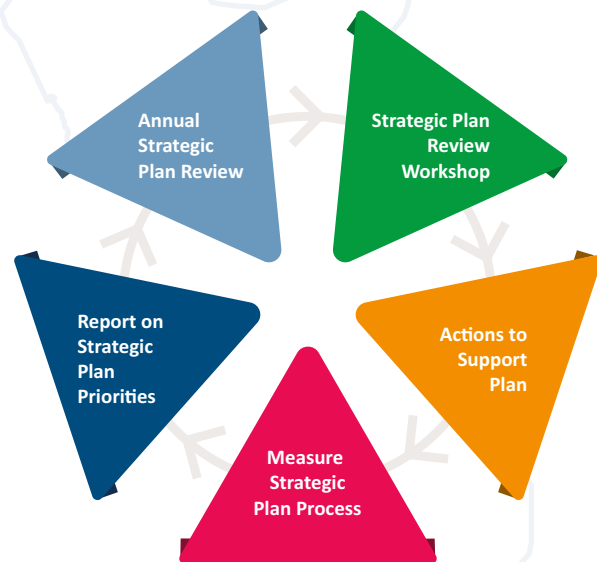 Annual
Strategic
Plan Review
Strategic Plan
Review
Workshop
Actions to
Support
Plan
Measure
Strategic
Plan Process
Report on
Strategic
Plan
Priorities